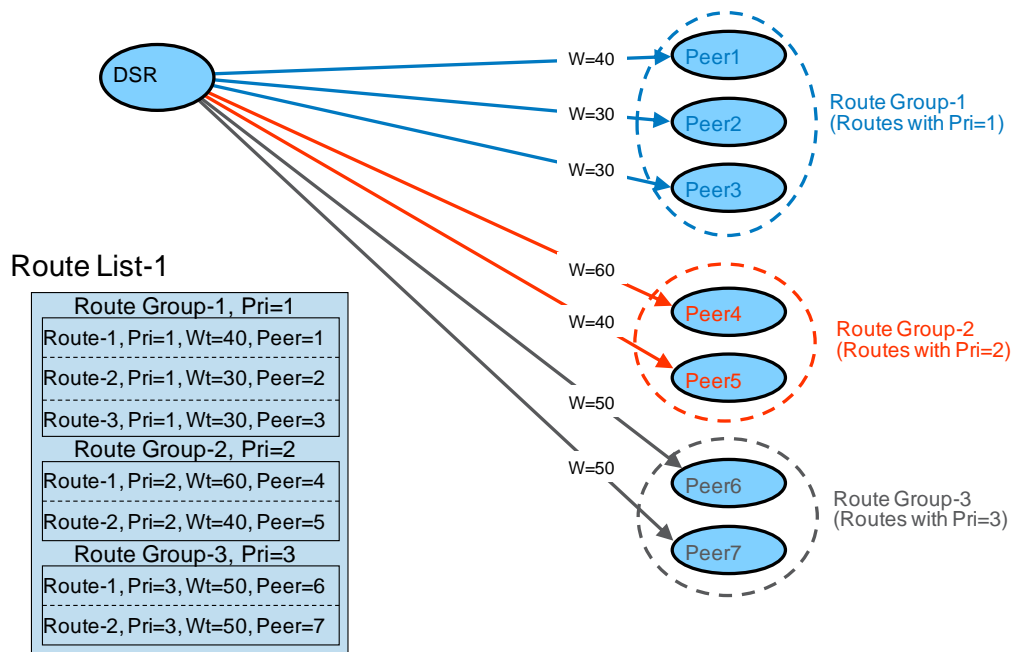 DSR
W=40
Peer1
W=30
Peer2
W=30
Peer3
Route Group-1
(Routes with Pri=1)
W=60
Peer4
W=40
Peer5
Route Group-2
(Routes with Pri=2)
W=50
Peer6
W=50
Peer7
Route Group-3
(Routes with Pri=3)
Route List-1
Route Group-1, Pri=1
Route-1, Pri=1, Wt=40, Peer=1
Route-2, Pri=1, Wt=30, Peer=2
Route-3, Pri=1, Wt=30, Peer=3
Route Group-2, Pri=2
Route-1, Pri=2, Wt=60, Peer=4
Route-2, Pri=2, Wt=40, Peer=5
Route Group-3, Pri=3
Route-1, Pri=3, Wt=50, Peer=6
Route-2, Pri=3, Wt=50, Peer=7